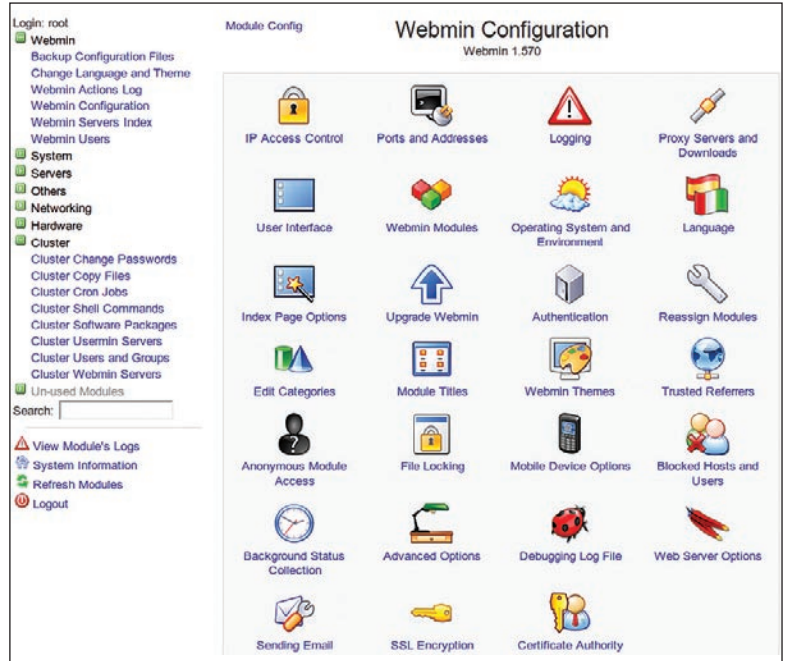 Login: root
Webmin
Backup Configuration Files
Change Language and Theme
Webmin Actions Log
Webmin Configuration
Webmin Servers Index
Webmin Users
System
Servers
Others
Networking
Hardware
Cluster
Cluster Change Passwords
Cluster Copy Files
Cluster Cron Jobs
Cluster Shell Commands
Cluster Software Packages
Cluster Usermin Servers
Cluster Users and Groups
Cluster Webmin Servers
Un-used Modules
Search:
View Module's Logs
System Information
Refresh Modules
Logout
Module Config
Webmin Configuration
Webmin 1.570
IP Access Control
Ports and Addresses
Logging
Proxy Servers and
Downloads
User Interface
Webmin Modules
Operating System and
Environment
Language
Index Page Options
Upgrade Webmin
Authentication
Reassign Modules
Edit Categories
Module Titles
Webmin Themes
Trusted Referrers
Anonymous Module
Access
File Locking
Mobile Device Options
Blocked Hosts and
Users
Background Status
Collection
Advanced Options
Debugging Log File
Web Server Options
Sending Email
SSL Encryption
Certificate Authority